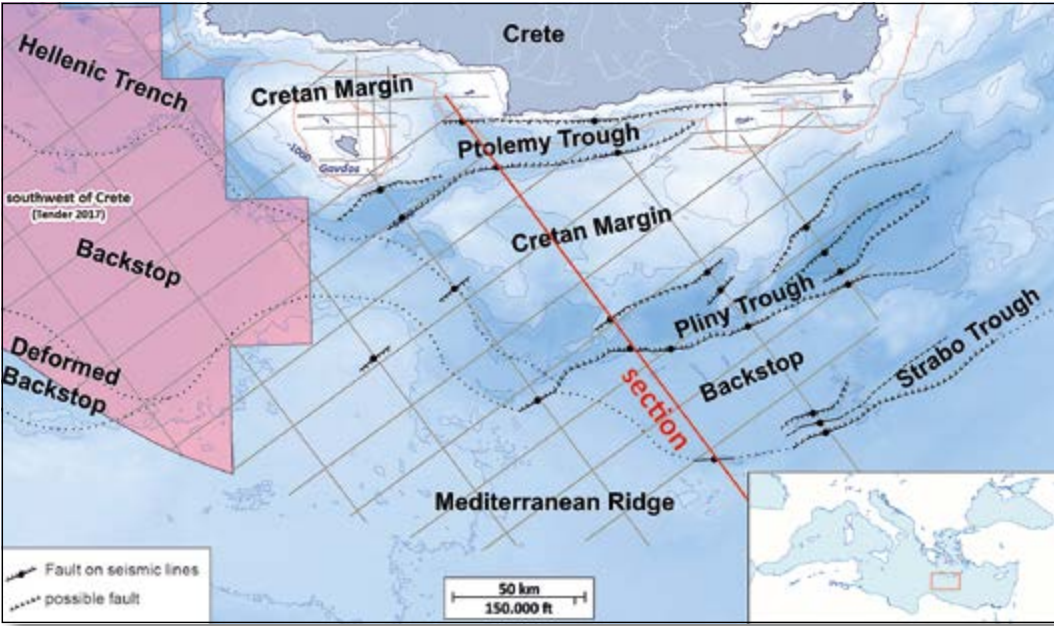 Crete
Hellenic Trench
Cretan Margin
Ptolemy Trough
-1000
Gavdos
southwest of Crete
(Tender 2017)
Cretan Margin
Backstop
Pliny Trough
Strabo Trough
Deformed
Backstop
Backstop
section
Mediterranean Ridge
Fault on seismic lines
possible fault
50 km
150.000 ft